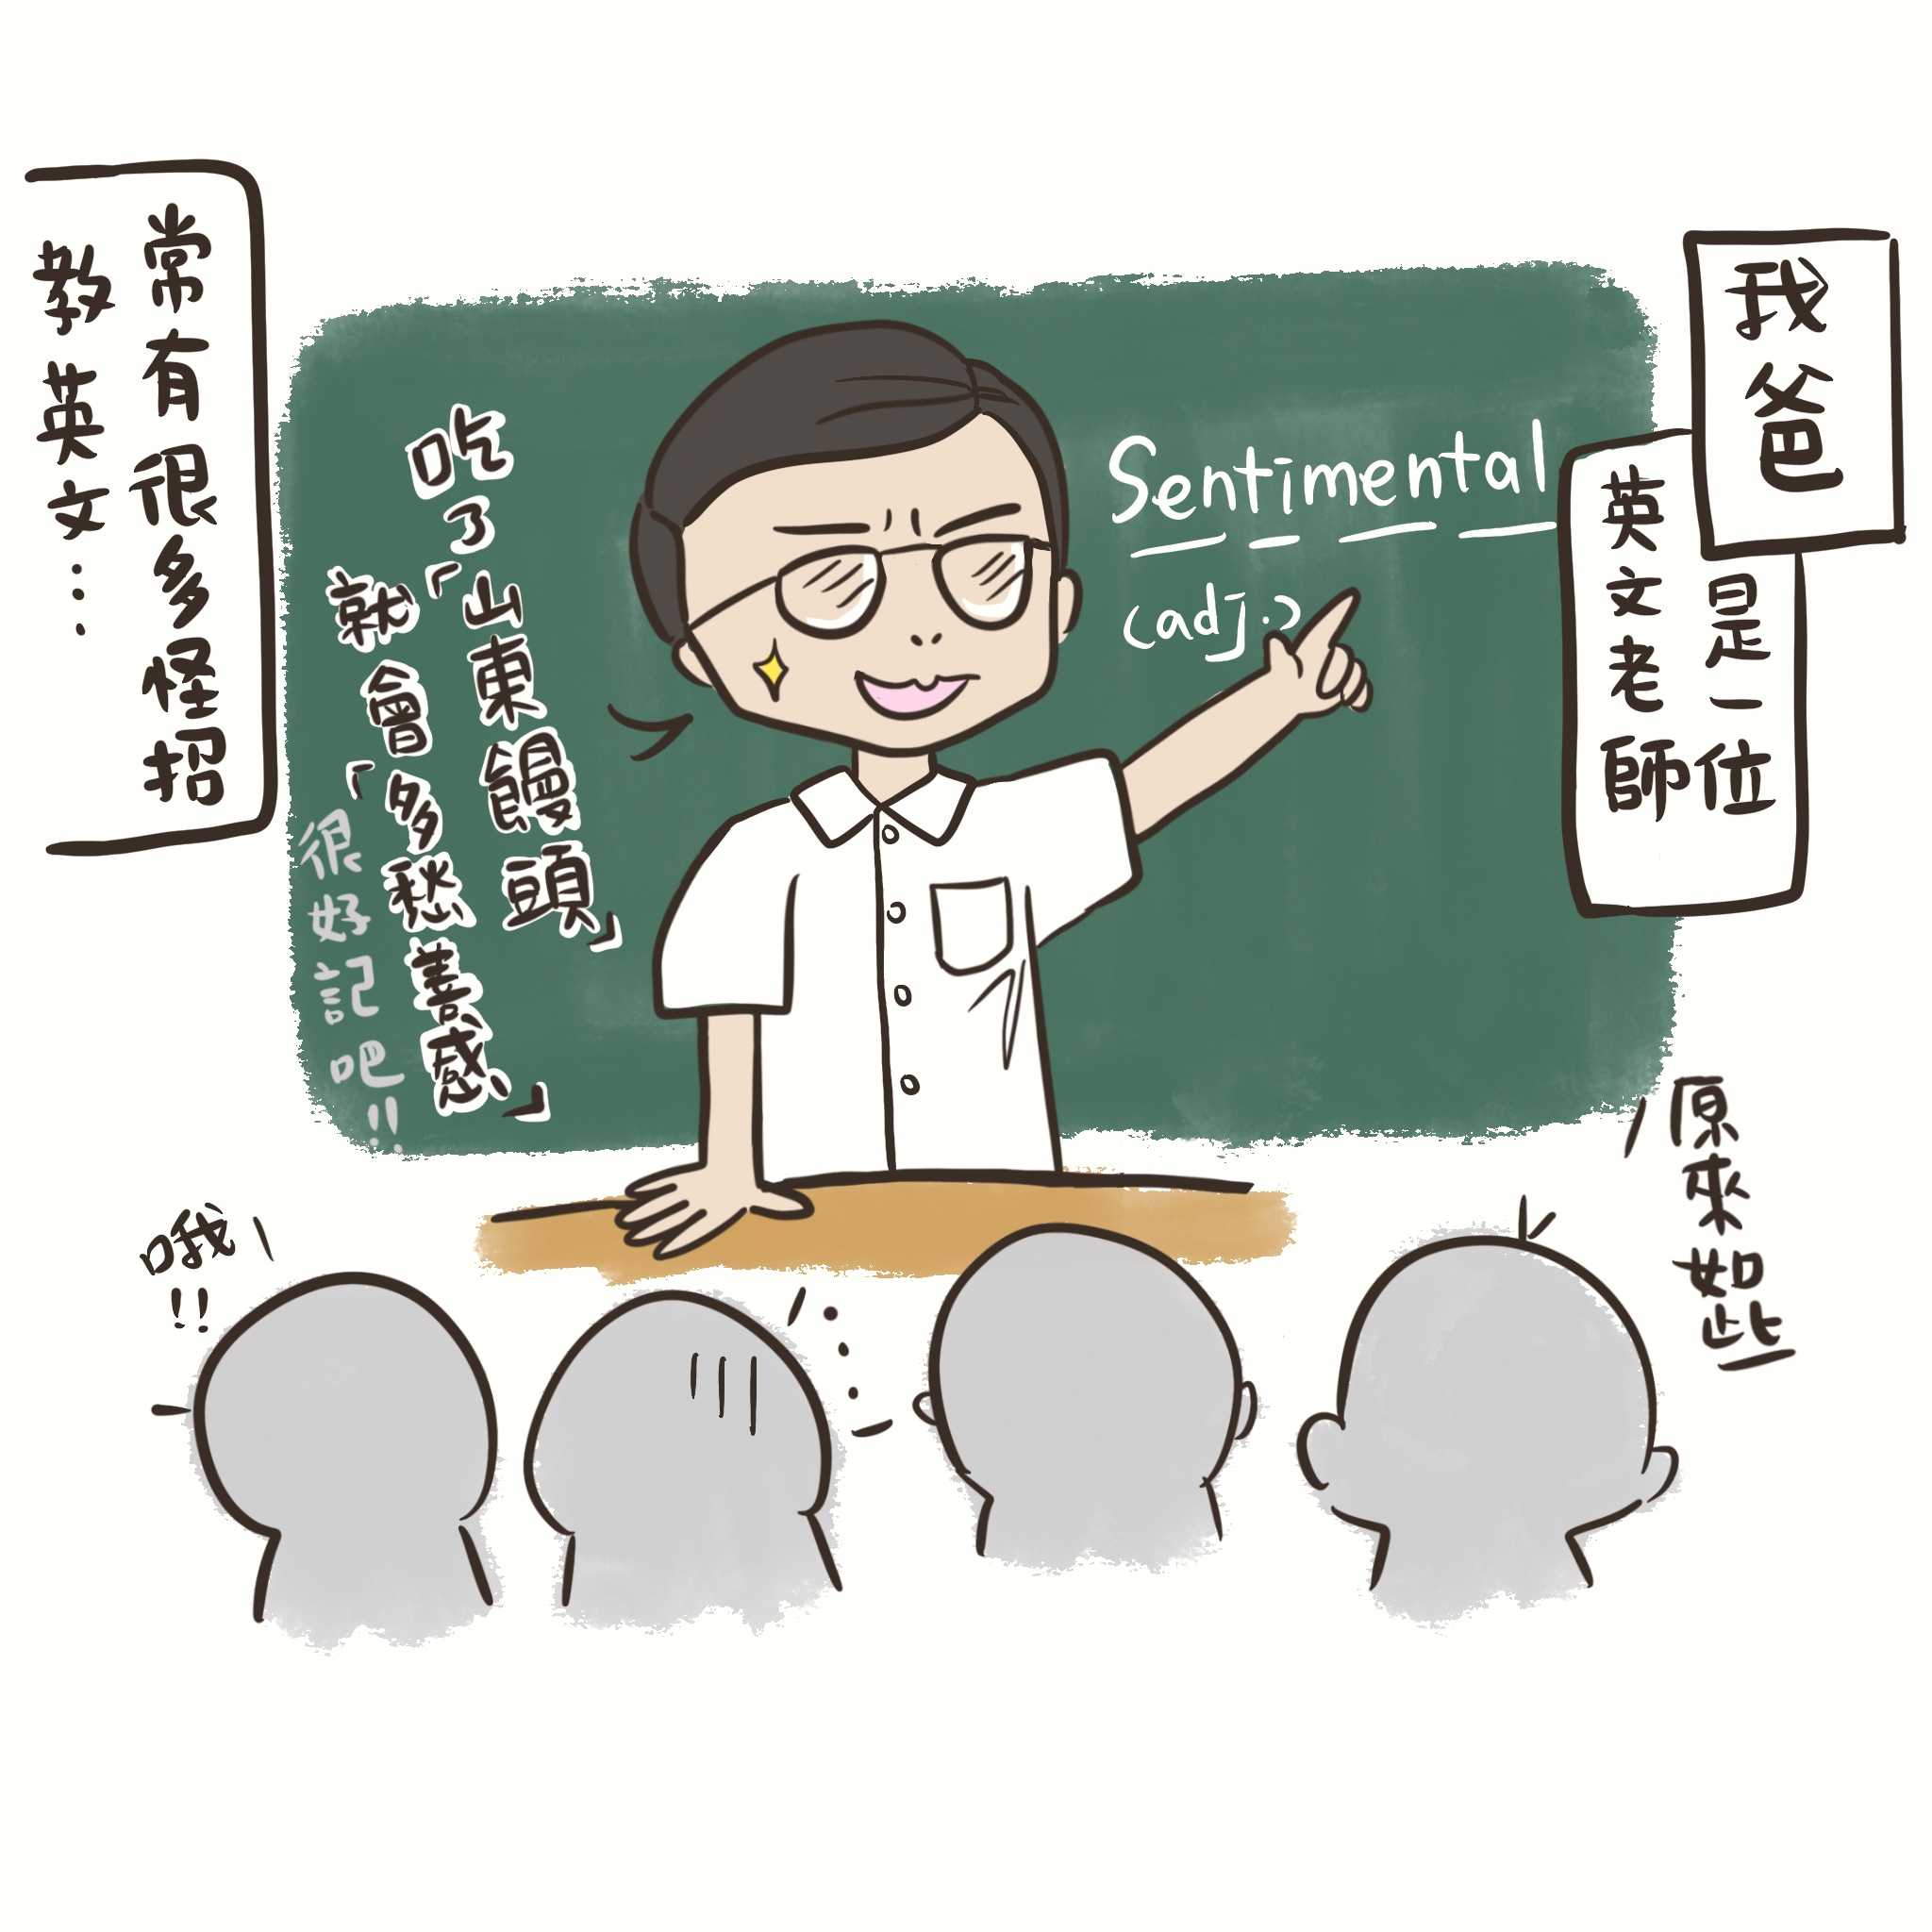 我爸
是一位
英文老師
常有很多怪招
教英文⋯
Sentimental
(adj.)
吃了「山東饅頭」
就會「多愁善感」
很好記吧!!
原來如此
⋯
哦!!